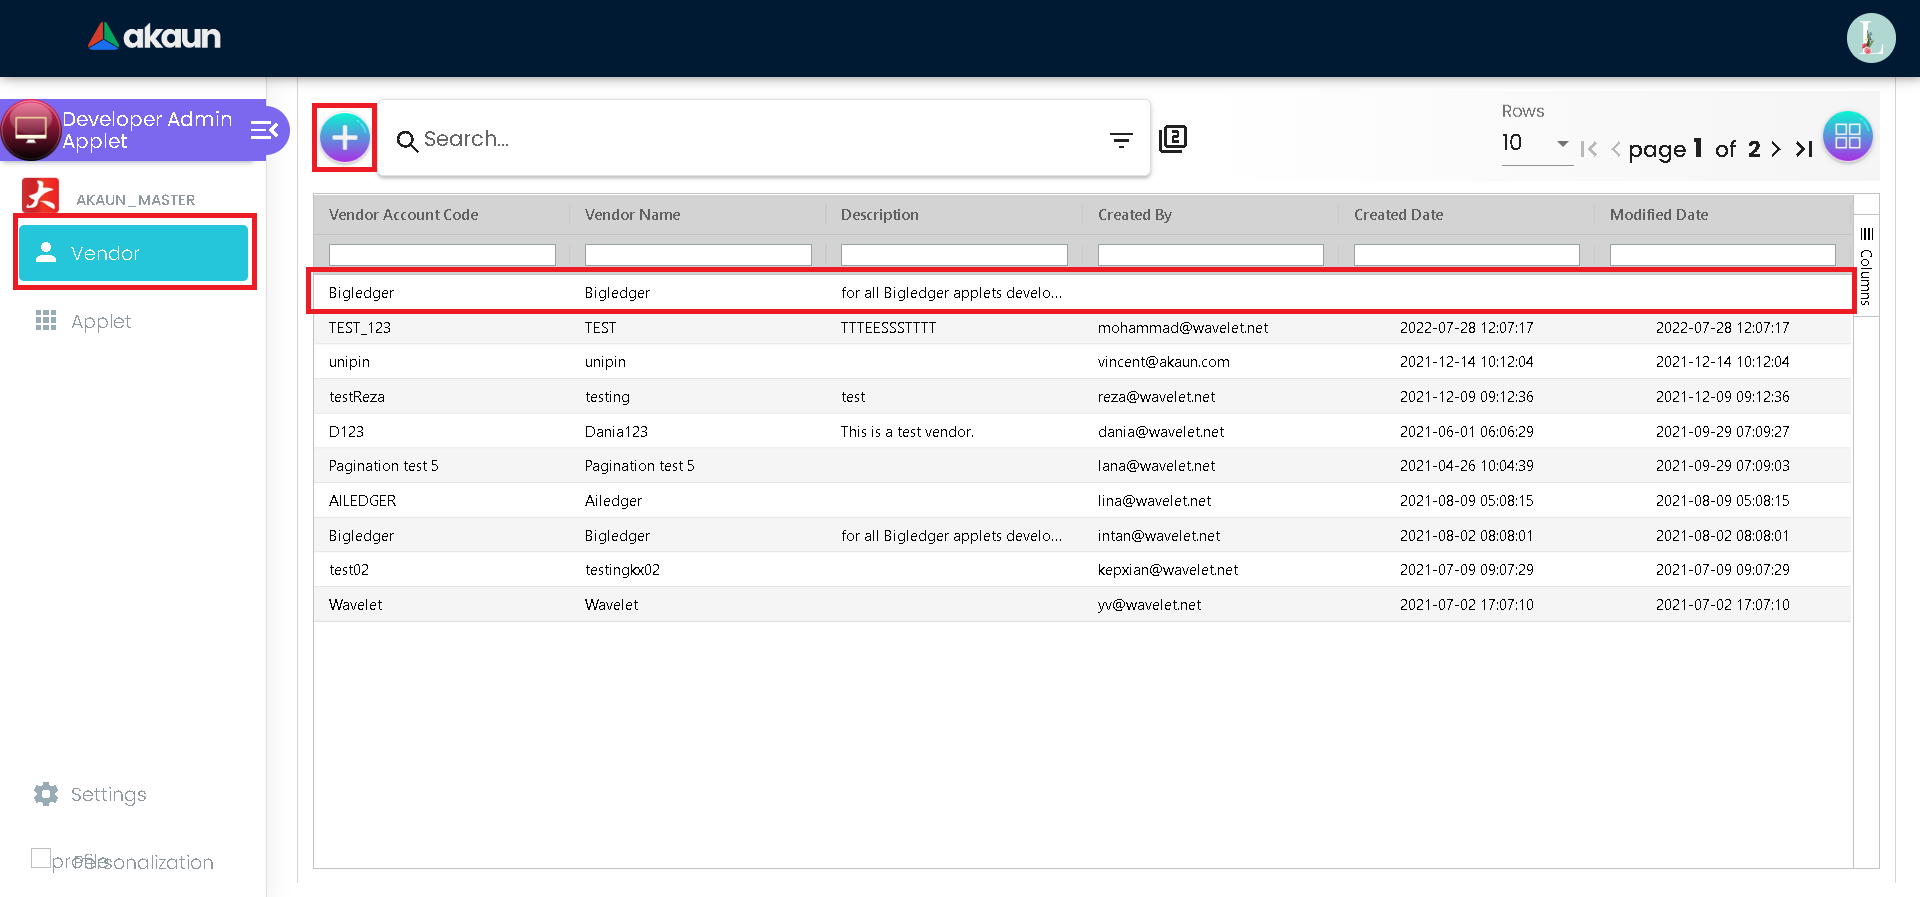 akaun
L
Developer Admin
Applet
AKAUN_MASTER
Vendor
Applet
Settings
profile
Personalization
Search...
2
Rows
10
page 1 of 2
Vendor Account Code Vendor Name Description Created By Created Date Modified Date
Columns
Bigledger Bigledger for all Bigledger applets develo...
TEST_123 TEST TTTEESSSTTTT mohammad@wavelet.net 2022-07-28 12:07:17 2022-07-28 12:07:17
unipin unipin vincent@akaun.com 2021-12-14 10:12:04 2021-12-14 10:12:04
testReza testing test reza@wavelet.net 2021-12-09 09:12:36 2021-12-09 09:12:36
D123 Dania123 This is a test vendor. dania@wavelet.net 2021-06-01 06:06:29 2021-09-29 07:09:27
Pagination test 5 Pagination test 5 lana@wavelet.net 2021-04-26 10:04:39 2021-09-29 07:09:03
AILEDGER Ailedger lina@wavelet.net 2021-08-09 05:08:15 2021-08-09 05:08:15
Bigledger Bigledger for all Bigledger applets develo... intan@wavelet.net 2021-08-02 08:08:01 2021-08-02 08:08:01
test02 testingkx02 kepxian@wavelet.net 2021-07-09 09:07:29 2021-07-09 09:07:29
Wavelet Wavelet yv@wavelet.net 2021-07-02 17:07:10 2021-07-02 17:07:10